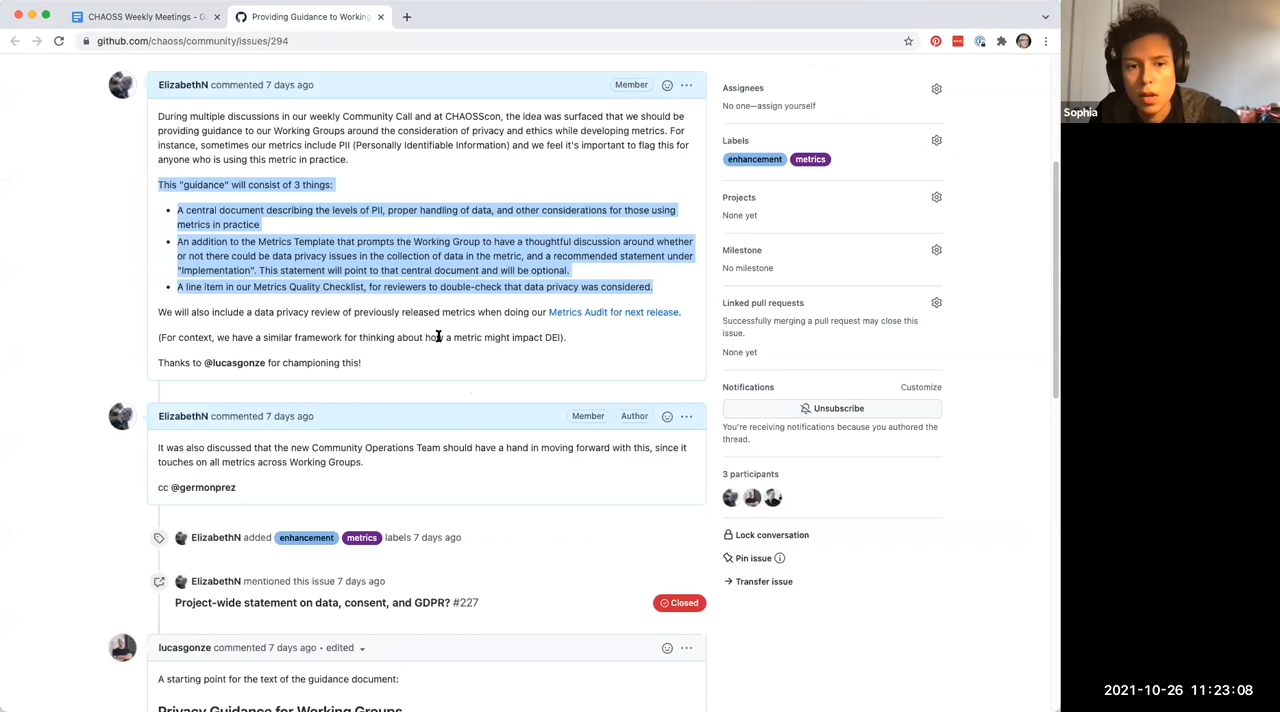 CHAOSS Weekly Meetings - G
Providing Guidance to Working
github.com/chaoss/community/issues/294
Sophia
ElizabethN commented 7 days ago
Member
During multiple discussions in our weekly Community Call and at CHAOSScon, the idea was surfaced that we should be
providing guidance to our Working Groups around the consideration of privacy and ethics while developing metrics. For
instance, sometimes our metrics include PII (Personally Identifiable Information) and we feel it's important to flag this for
anyone who is using this metric in practice.
This "guidance" will consist of 3 things:
• A central document describing the levels of PII, proper handling of data, and other considerations for those using
metrics in practice
• An addition to the Metrics Template that prompts the Working Group to have a thoughtful discussion around whether
or not there could be data privacy issues in the collection of data in the metric, and a recommended statement under
"Implementation". This statement will point to that central document and will be optional.
• A line item in our Metrics Quality Checklist, for reviewers to double-check that data privacy was considered.
We will also include a data privacy review of previously released metrics when doing our Metrics Audit for next release.
(For context, we have a similar framework for thinking about how a metric might impact DEI).
Thanks to @lucasgonze for championing this!
ElizabethN commented 7 days ago
Member
Author
It was also discussed that the new Community Operations Team should have a hand in moving forward with this, since it
touches on all metrics across Working Groups.
cc @germonprez
ElizabethN added enhancement metrics labels 7 days ago
ElizabethN mentioned this issue 7 days ago
Project-wide statement on data, consent, and GDPR? #227
Closed
lucasgonze commented 7 days ago • edited
A starting point for the text of the guidance document:
Privacy Guidance for Working Groups
Assignees
No one—assign yourself
Labels
enhancement metrics
Projects
None yet
Milestone
No milestone
Linked pull requests
Successfully merging a pull request may close this
issue.
None yet
Notifications
Customize
Unsubscribe
You're receiving notifications because you authored the
thread.
3 participants
Lock conversation
Pin issue
Transfer issue
2021-10-26 11:23:08